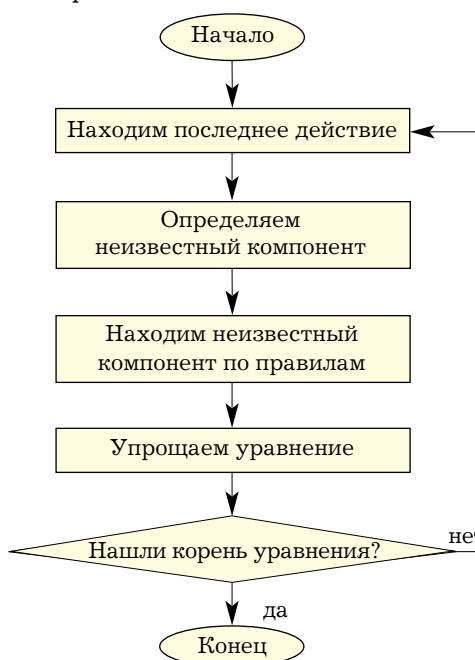 Начало
Находим последнее действие
Определяем
неизвестный компонент
Находим неизвестный
компонент по правилам
Упрощаем уравнение
Нашли корень уравнения?
да
Конец